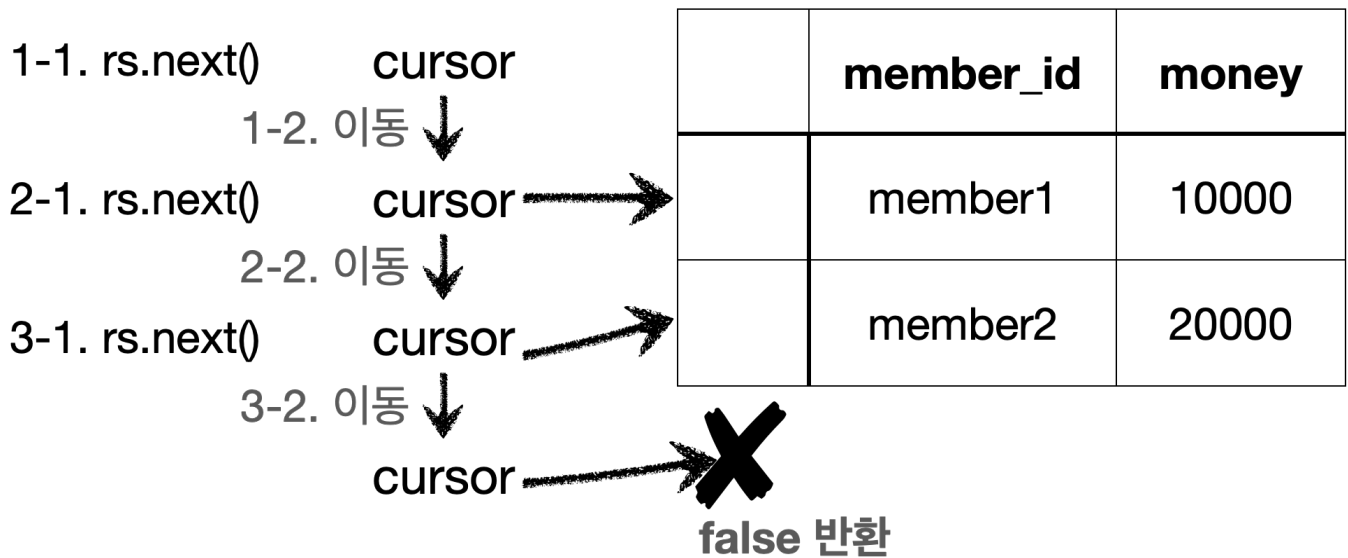 1-1. rs.next() cursor
1-2. 이동
2-1. rs.next() cursor
2-2. 이동
3-1. rs.next() cursor
3-2. 이동
cursor
member_id money
member1 10000
member2 20000
false 반환